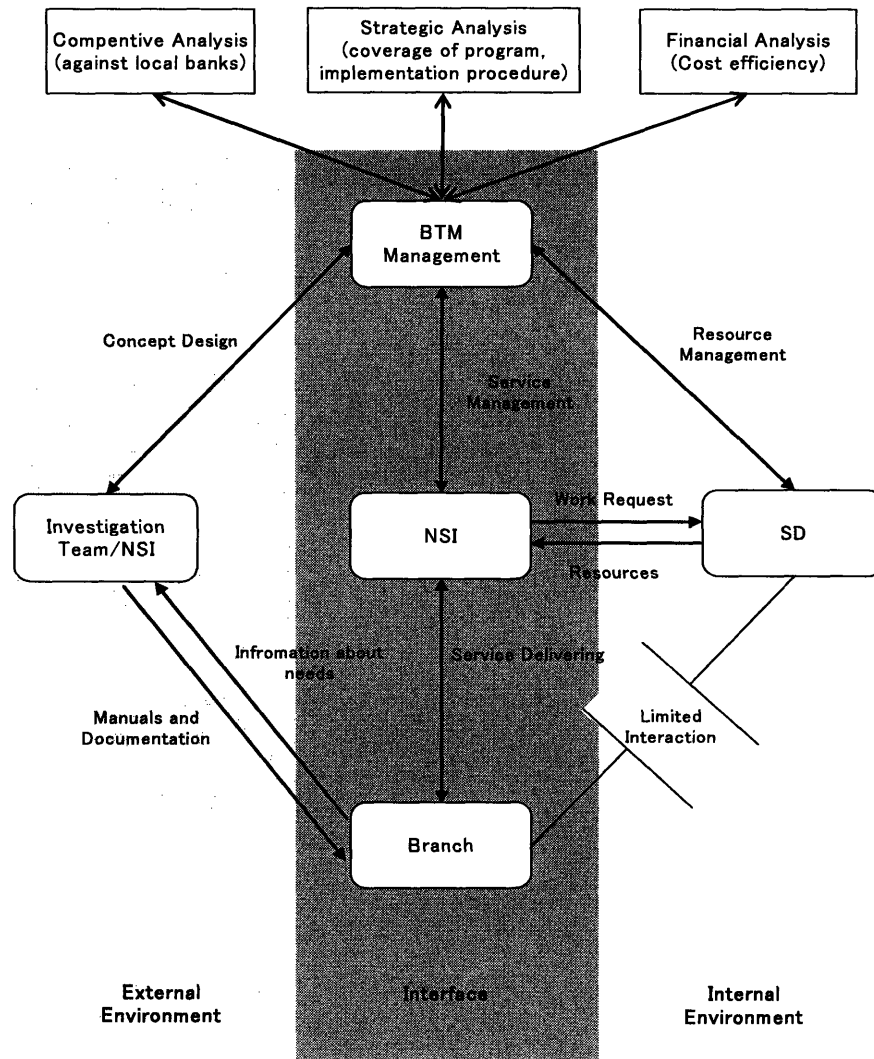 Compentive Analysis
(against local banks)
Strategic Analysis
(coverage of program,
implementation procedure)
Financial Analysis
(Cost efficiency)
BTM
Management
Concept Design
Resource
Management
Service
Management
Investigation
Team/NSI
NSI
Work Request
SD
Resources
Infromation about
needs
Service Delivering
Manuals and
Documentation
Limited
Interaction
Branch
External
Environment
Interface
Internal
Environment